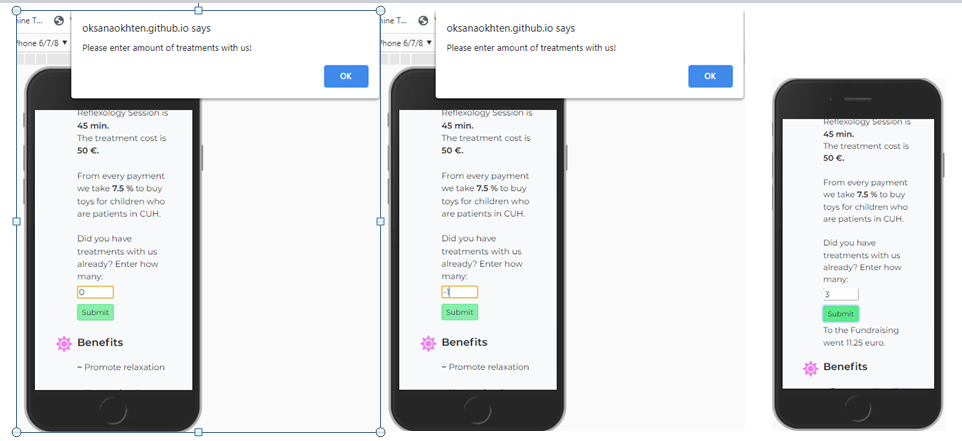 ine T...
Phone 6/7/8 ▼
oksanaokhten.github.io says
Please enter amount of treatments with us!
OK
Reflexology Session is
45 min.
The treatment cost is
50 €.
From every payment
we take 7.5 % to buy
toys for children who
are patients in CUH.
Did you have
treatments with us
already? Enter how
many:
0
Submit
Benefits
~ Promote relaxation
ine T...
Phone 6/7/8 ▼
oksanaokhten.github.io says
Please enter amount of treatments with us!
OK
Reflexology Session is
45 min.
The treatment cost is
50 €.
From every payment
we take 7.5 % to buy
toys for children who
are patients in CUH.
Did you have
treatments with us
already? Enter how
many:
-1
Submit
Benefits
~ Promote relaxation
Reflexology Session is
45 min.
The treatment cost is
50 €.
From every payment
we take 7.5 % to buy
toys for children who
are patients in CUH.
Did you have
treatments with us
already? Enter how
many:
3
Submit
To the Fundraising
went 11.25 euro.
Benefits